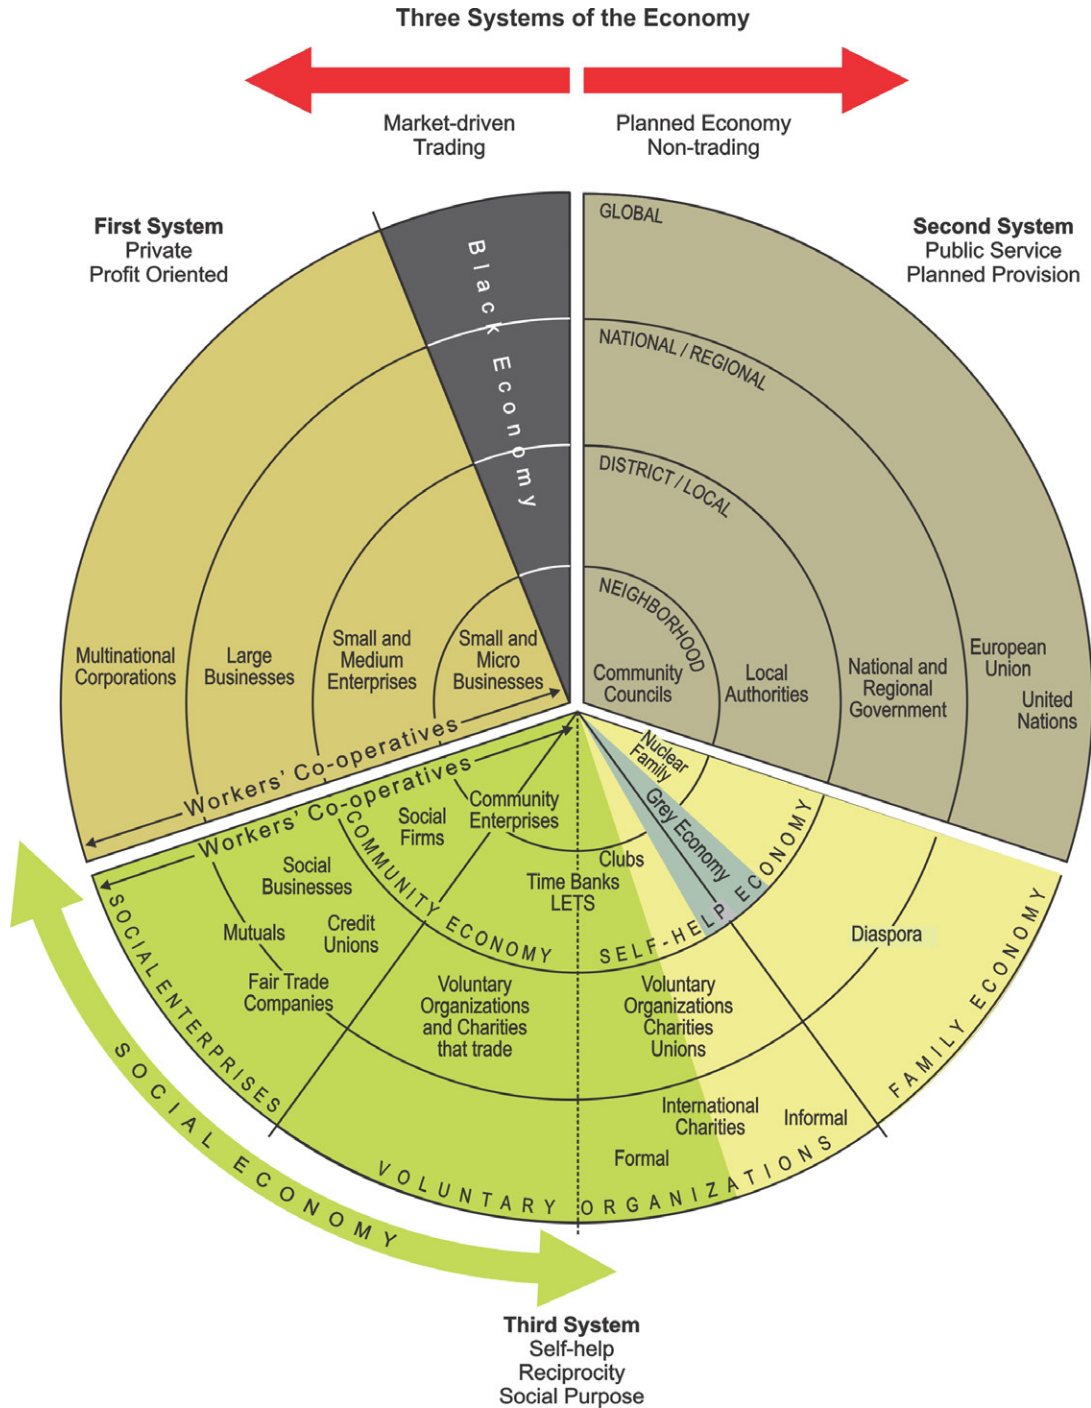 Three Systems of the Economy
Market-driven
Trading
Planned Economy
Non-trading
First System
Private
Profit Oriented
Second System
Public Service
Planned Provision
Black Economy
GLOBAL
NATIONAL / REGIONAL
DISTRICT / LOCAL
NEIGHBORHOOD
Multinational
Corporations
Large
Businesses
Small and
Medium
Enterprises
Small and
Micro
Businesses
Community
Councils
Local
Authorities
National and
Regional
Government
European
Union
United
Nations
Workers' Co-operatives
Workers' Co-operatives
Nuclear
Family
Grey Economy
Social
Firms
Community
Enterprises
COMMUNITY ECONOMY
SELF-HELP ECONOMY
Clubs
Time Banks
LETS
Social
Businesses
Mutuals
Credit
Unions
Fair Trade
Companies
Voluntary
Organizations
and Charities
that trade
Voluntary
Organizations
Charities
Unions
Diaspora
International
Charities
Informal
Formal
SOCIAL ENTERPRISES
VOLUNTARY ORGANIZATIONS
FAMILY ECONOMY
SOCIAL ECONOMY
Third System
Self-help
Reciprocity
Social Purpose